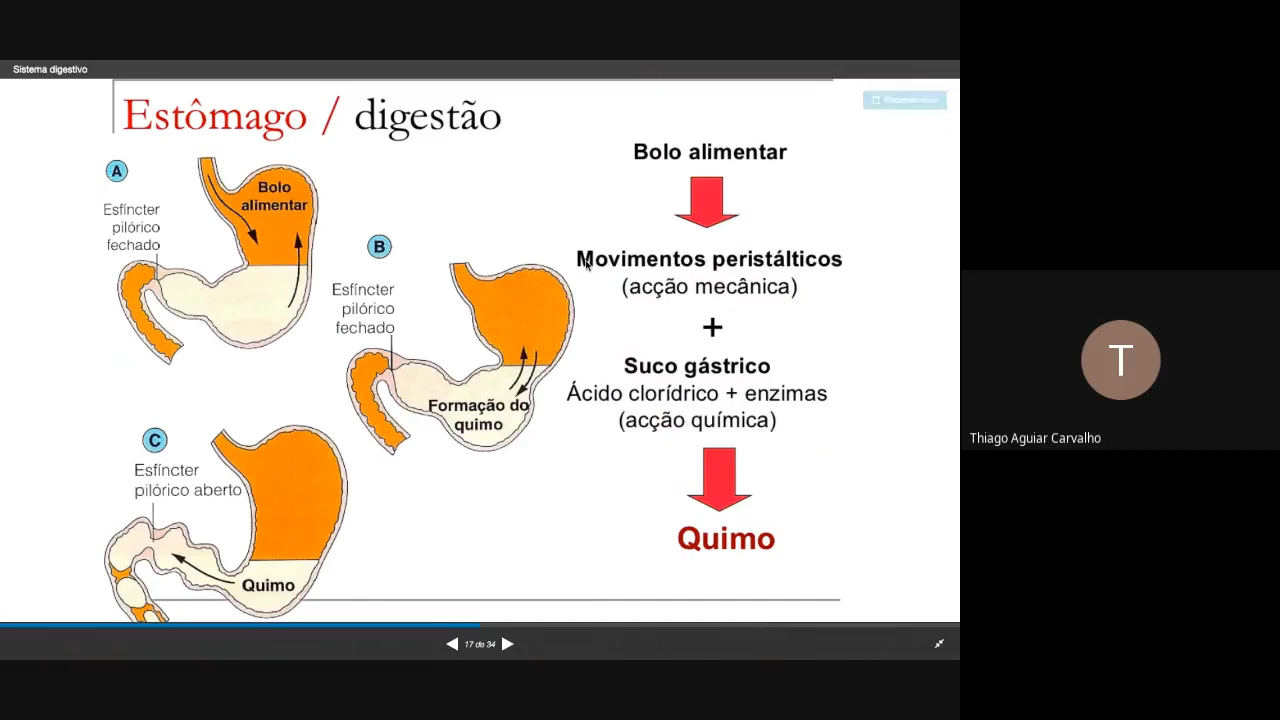 Sistema digestivo
Estômago / digestão
A
Bolo
alimentar
Esfíncter
pilórico
fechado
B
Esfíncter
pilórico
fechado
Formação do
quimo
C
Esfíncter
pilórico aberto
Quimo
Bolo alimentar
Movimentos peristálticos
(acção mecânica)
+
Suco gástrico
Ácido clorídrico + enzimas
(acção química)
Quimo
17 de 34
T
Thiago Aguiar Carvalho